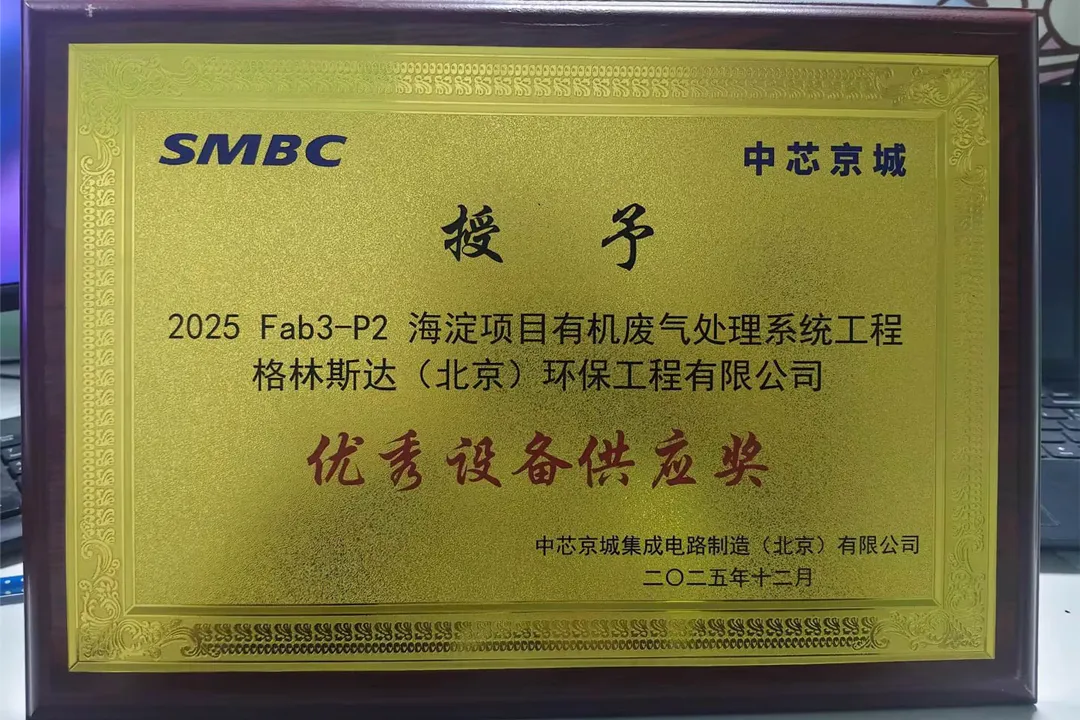 SMBC 中芯京城
授 予
2025 Fab3-P2 海淀项目有机废气处理系统工程
格林斯达（北京）环保工程有限公司
优秀设备供应奖
中芯京城集成电路制造（北京）有限公司
二〇二五年十二月